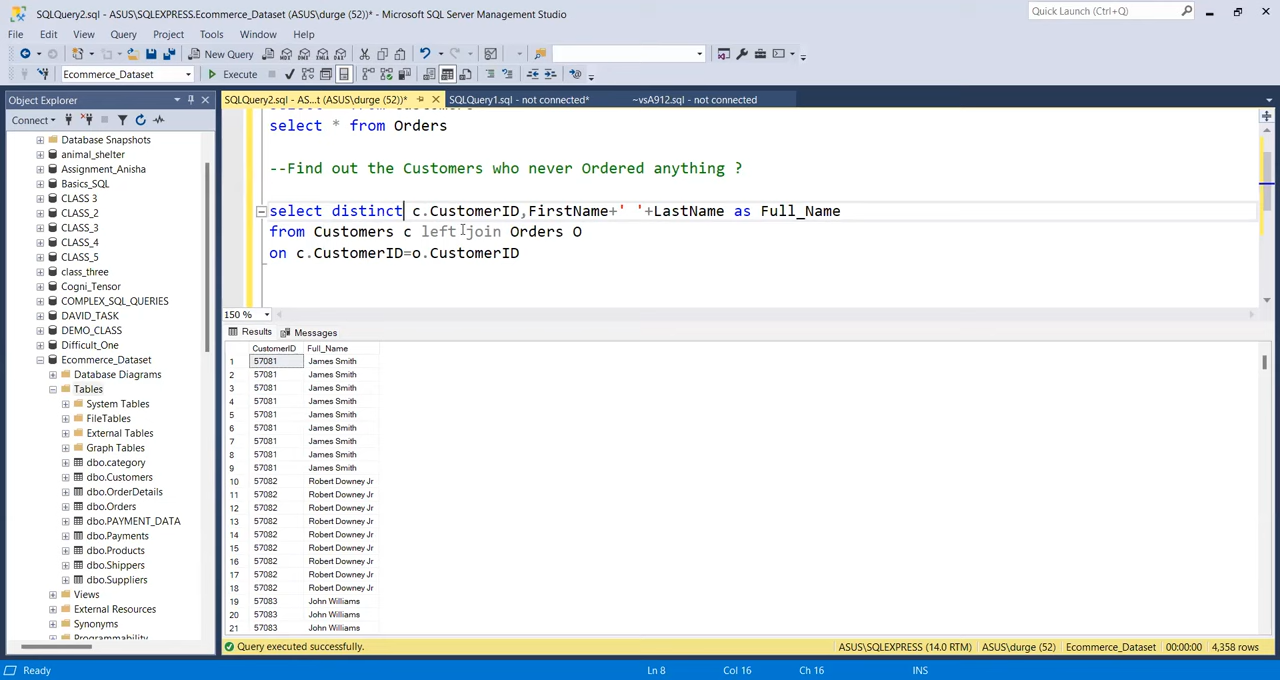 SQLQuery2.sql - ASUS\SQLEXPRESS.Ecommerce_Dataset (ASUS\durge (52))* - Microsoft SQL Server Management Studio
Quick Launch (Ctrl+Q)
File Edit View Query Project Tools Window Help
New Query
Ecommerce_Dataset Execute
Object Explorer
SQLQuery2.sql - AS...t (ASUS\durge (52))*
SQLQuery1.sql - not connected*
~vsA912.sql - not connected
Connect
Database Snapshots
animal_shelter
Assignment_Anisha
Basics_SQL
CLASS 3
CLASS_2
CLASS_3
CLASS_4
CLASS_5
class_three
Cogni_Tensor
COMPLEX_SQL_QUERIES
DAVID_TASK
DEMO_CLASS
Difficult_One
Ecommerce_Dataset
Database Diagrams
Tables
System Tables
FileTables
External Tables
Graph Tables
dbo.category
dbo.Customers
dbo.OrderDetails
dbo.Orders
dbo.PAYMENT_DATA
dbo.Payments
dbo.Products
dbo.Shippers
dbo.Suppliers
Views
External Resources
Synonyms
Programmability
select * from Orders
--Find out the Customers who never Ordered anything ?
select distinct c.CustomerID,FirstName+' '+LastName as Full_Name
from Customers c left join Orders O
on c.CustomerID=o.CustomerID
150 %
Results Messages
CustomerID Full_Name
1 57081 James Smith
2 57081 James Smith
3 57081 James Smith
4 57081 James Smith
5 57081 James Smith
6 57081 James Smith
7 57081 James Smith
8 57081 James Smith
9 57081 James Smith
10 57082 Robert Downey Jr
11 57082 Robert Downey Jr
12 57082 Robert Downey Jr
13 57082 Robert Downey Jr
14 57082 Robert Downey Jr
15 57082 Robert Downey Jr
16 57082 Robert Downey Jr
17 57082 Robert Downey Jr
18 57082 Robert Downey Jr
19 57083 John Williams
20 57083 John Williams
21 57083 John Williams
Query executed successfully.
ASUS\SQLEXPRESS (14.0 RTM) ASUS\durge (52) Ecommerce_Dataset 00:00:00 4,358 rows
Ready Ln 8 Col 16 Ch 16 INS